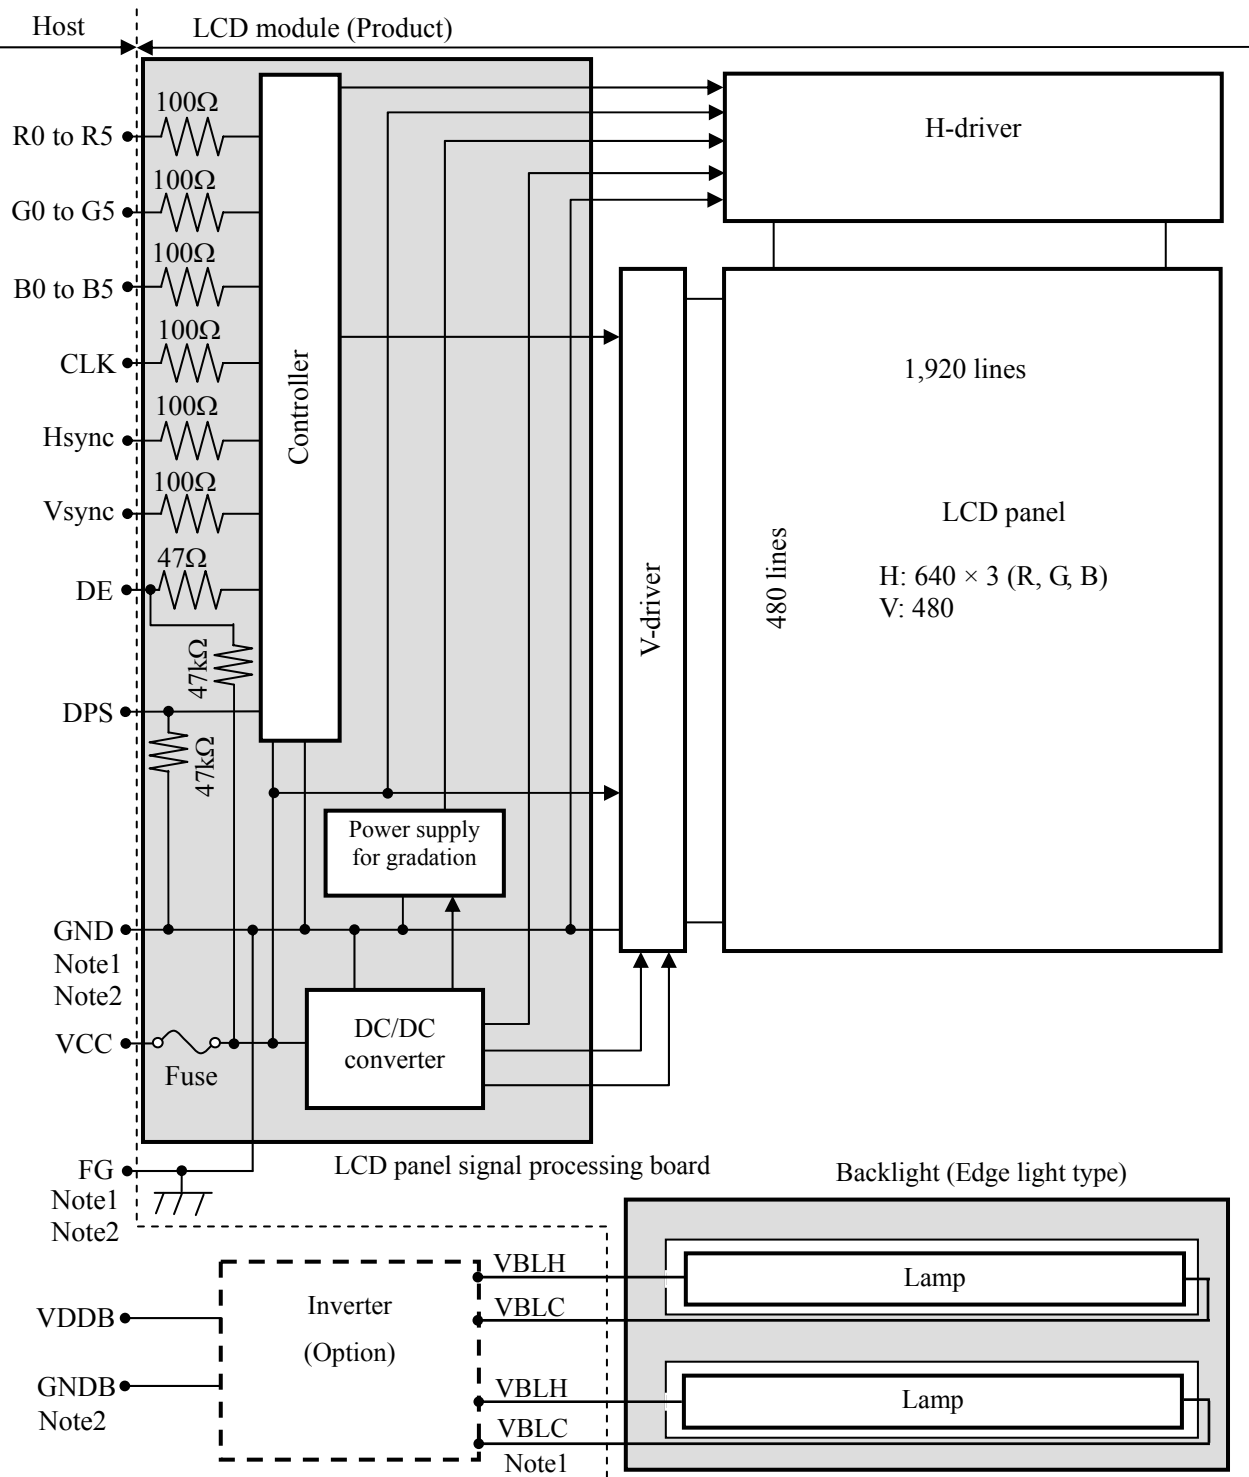 Host
LCD module (Product)
100Ω
R0 to R5
100Ω
G0 to G5
100Ω
B0 to B5
100Ω
CLK
100Ω
Hsync
100Ω
Vsync
47Ω
DE
47kΩ
DPS
47kΩ
Controller
H-driver
V-driver
1,920 lines
480 lines
LCD panel
H: 640 × 3 (R, G, B)
V: 480
Power supply
for gradation
GND
Note1
Note2
VCC
Fuse
DC/DC
converter
FG
Note1
Note2
LCD panel signal processing board
Backlight (Edge light type)
VDDB
GNDB
Note2
Inverter
(Option)
VBLH
VBLC
Lamp
VBLH
VBLC
Note1
Lamp